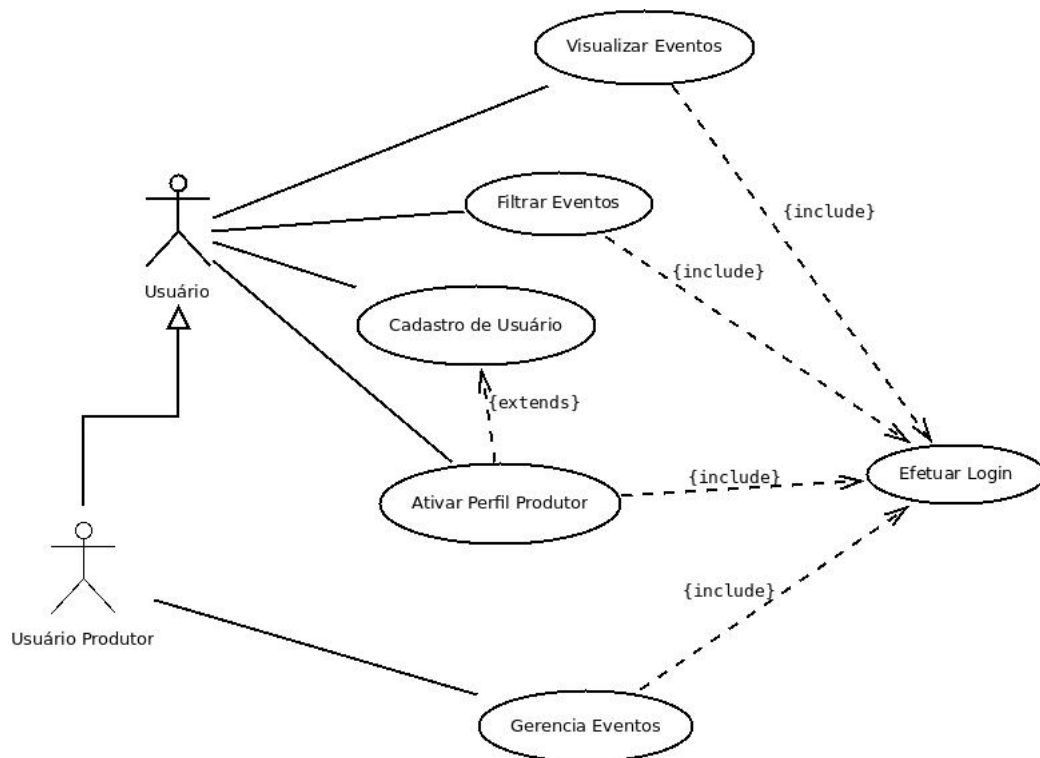 Visualizar Eventos
Filtrar Eventos
{include}
{include}
Usuário
Cadastro de Usuário
{extends}
Ativar Perfil Produtor
{include}
Efetuar Login
{include}
Usuário Produtor
Gerencia Eventos